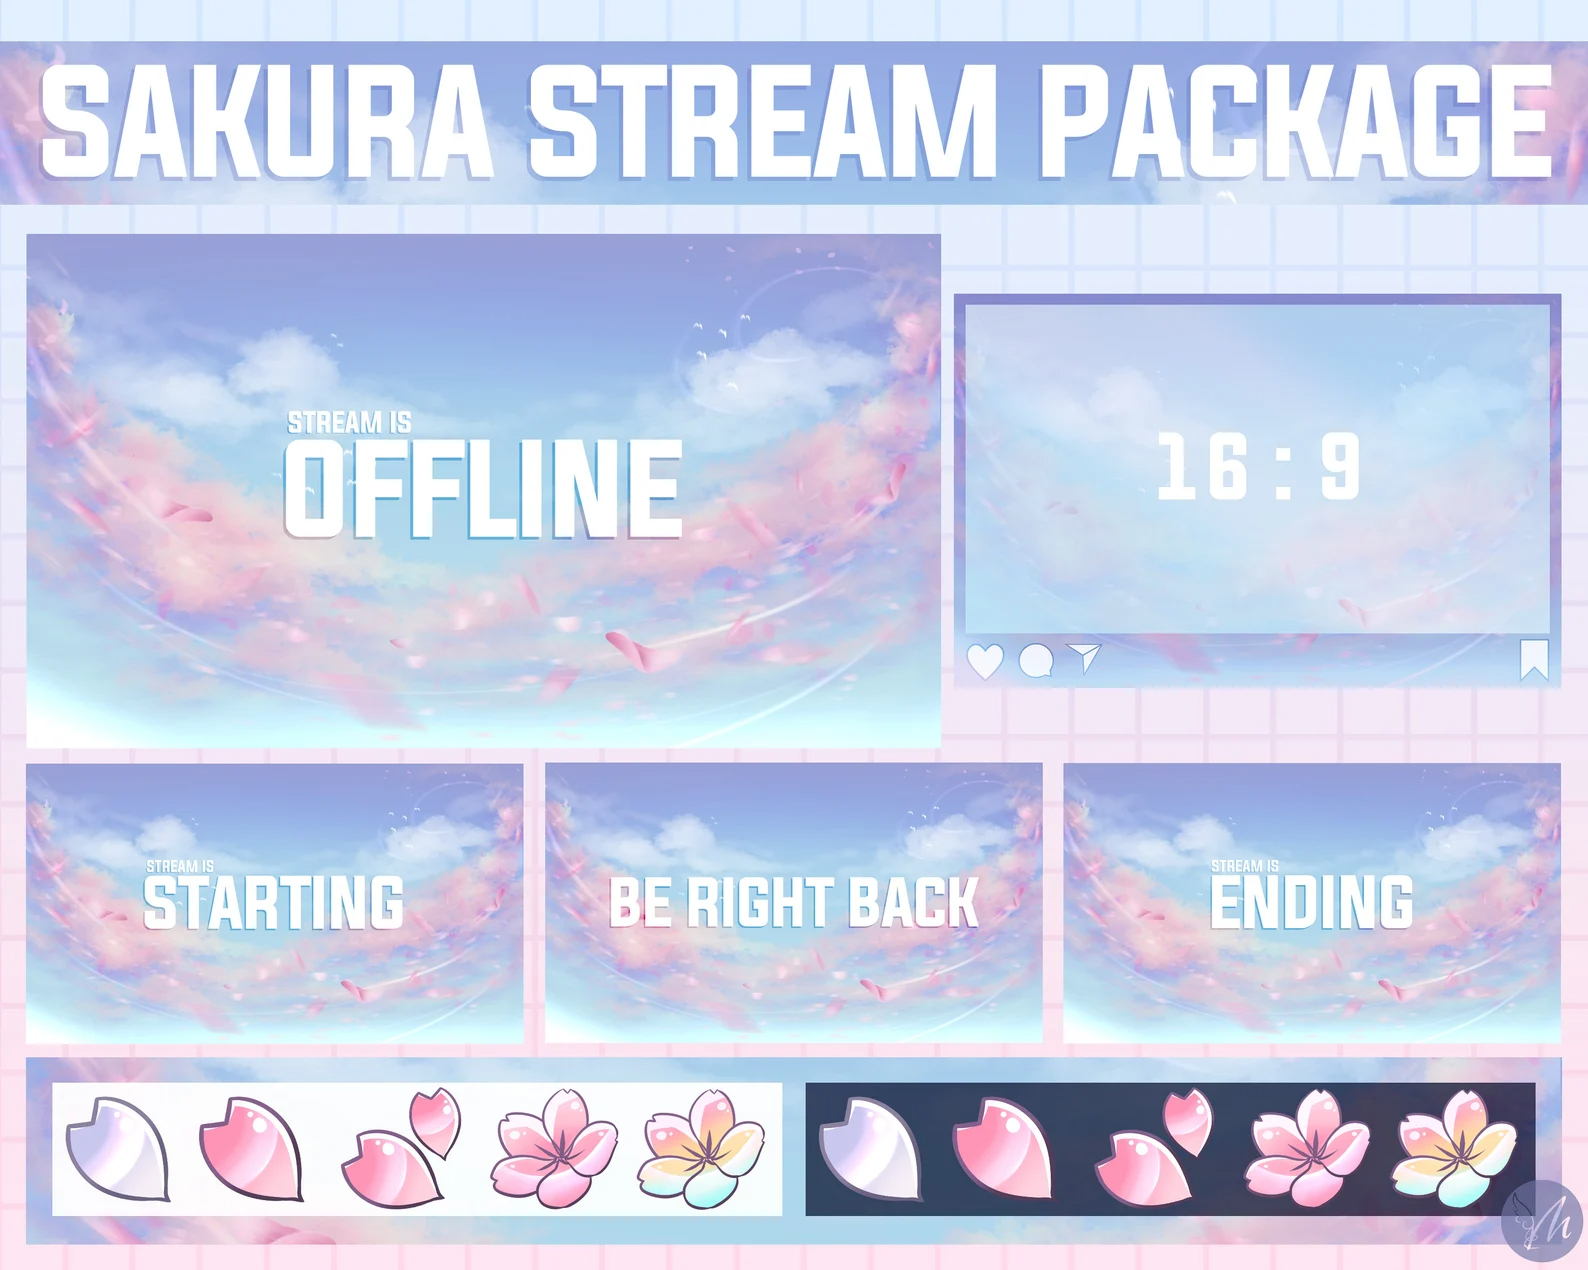 SAKURA STREAM PACKAGE
STREAM IS
OFFLINE
16:9
STREAM IS
STARTING
BE RIGHT BACK
STREAM IS
ENDING
M